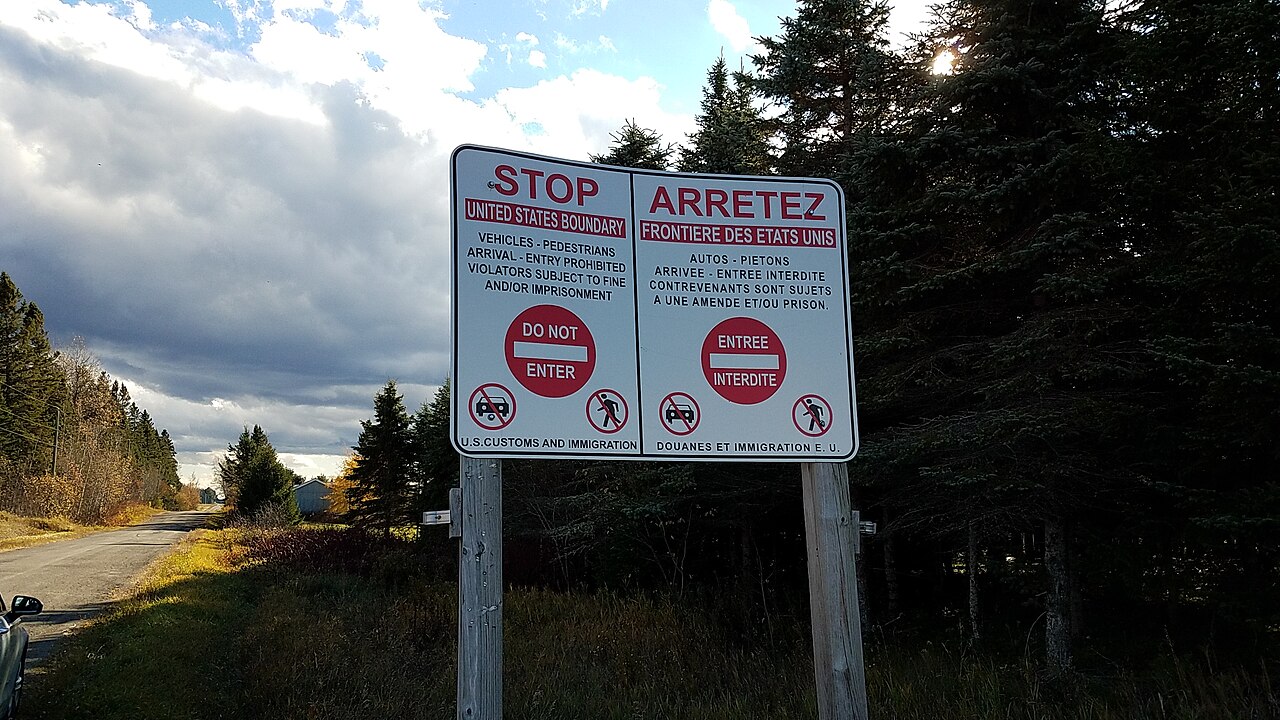 STOP
UNITED STATES BOUNDARY
VEHICLES - PEDESTRIANS
ARRIVAL - ENTRY PROHIBITED
VIOLATORS SUBJECT TO FINE
AND/OR IMPRISONMENT
DO NOT
ENTER
U.S.CUSTOMS AND IMMIGRATION
ARRETEZ
FRONTIERE DES ETATS UNIS
AUTOS - PIETONS
ARRIVEE - ENTREE INTERDITE
CONTREVENANTS SONT SUJETS
A UNE AMENDE ET/OU PRISON.
ENTREE
INTERDITE
DOUANES ET IMMIGRATION E. U.